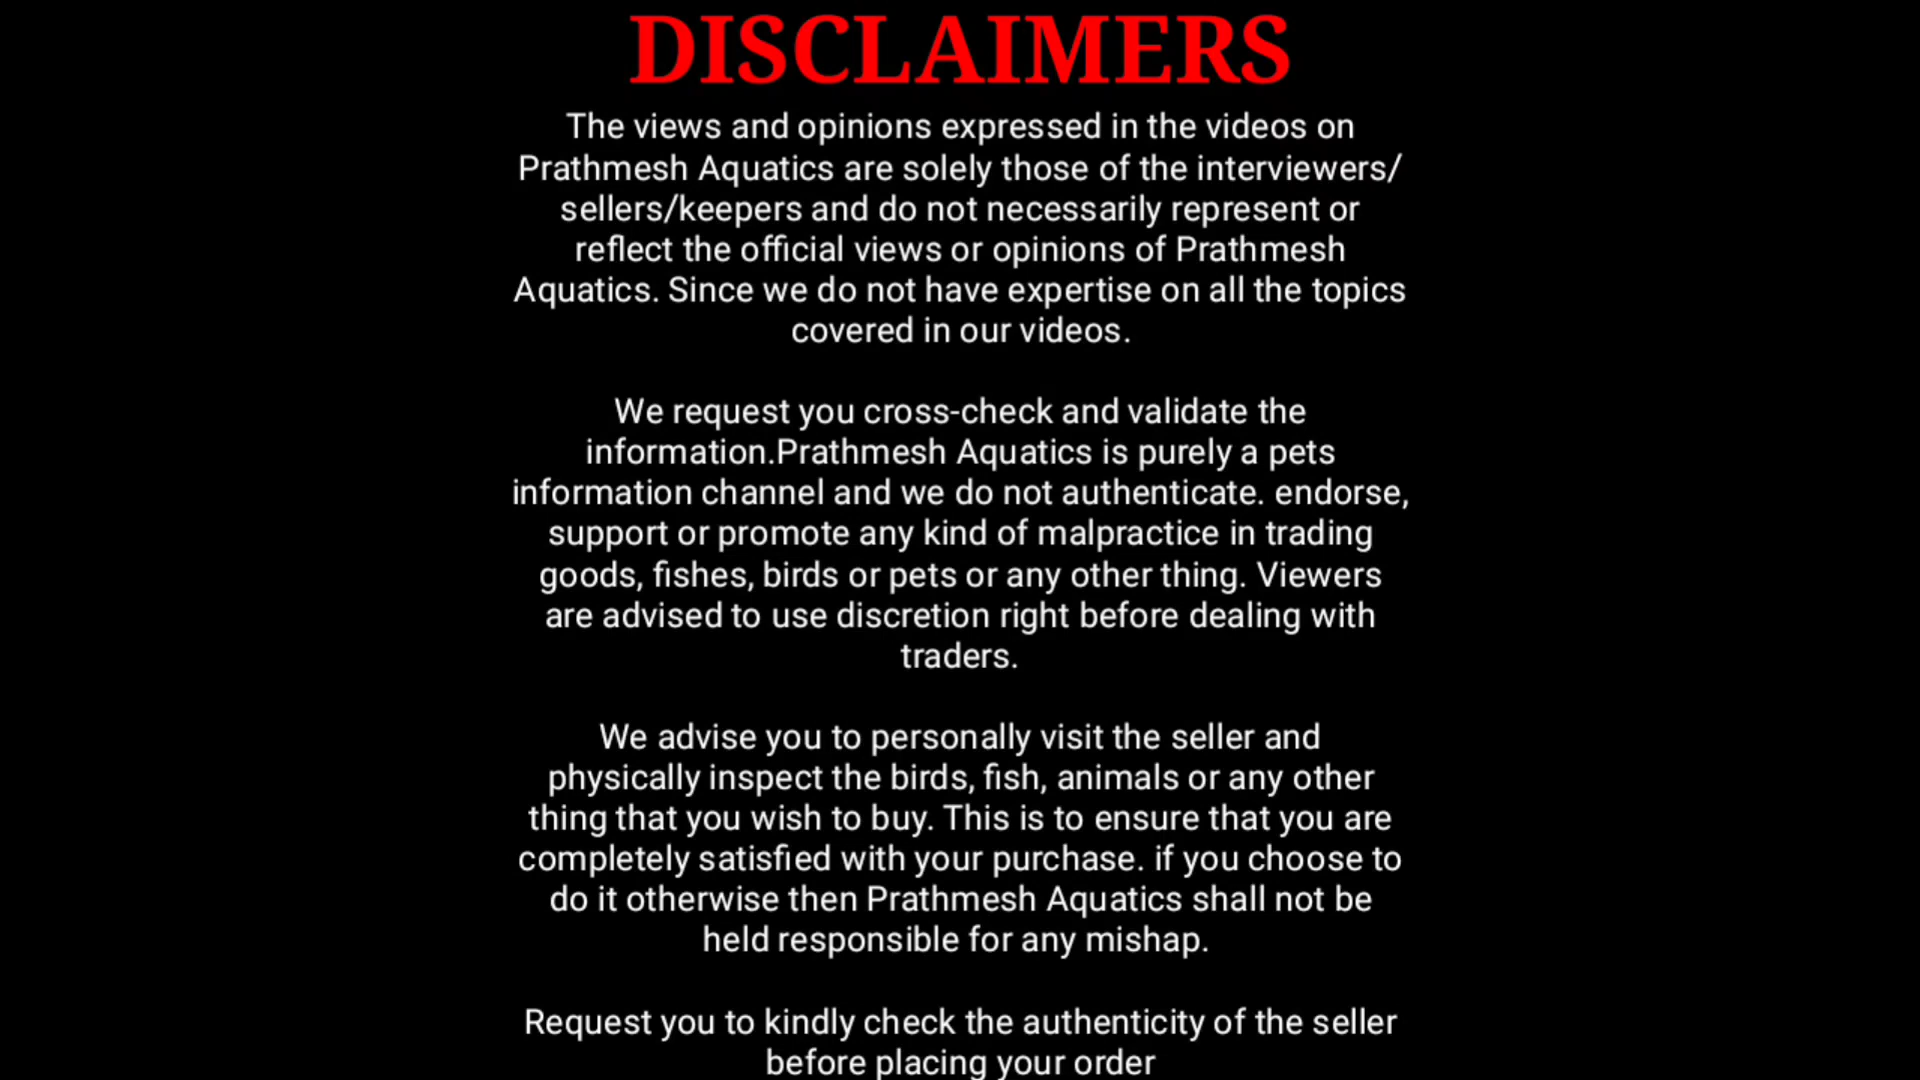 DISCLAIMERS
The views and opinions expressed in the videos on
Prathmesh Aquatics are solely those of the interviewers/
sellers/keepers and do not necessarily represent or
reflect the official views or opinions of Prathmesh
Aquatics. Since we do not have expertise on all the topics
covered in our videos.
We request you cross-check and validate the
information.Prathmesh Aquatics is purely a pets
information channel and we do not authenticate. endorse,
support or promote any kind of malpractice in trading
goods, fishes, birds or pets or any other thing. Viewers
are advised to use discretion right before dealing with
traders.
We advise you to personally visit the seller and
physically inspect the birds, fish, animals or any other
thing that you wish to buy. This is to ensure that you are
completely satisfied with your purchase. if you choose to
do it otherwise then Prathmesh Aquatics shall not be
held responsible for any mishap.
Request you to kindly check the authenticity of the seller
before placing your order